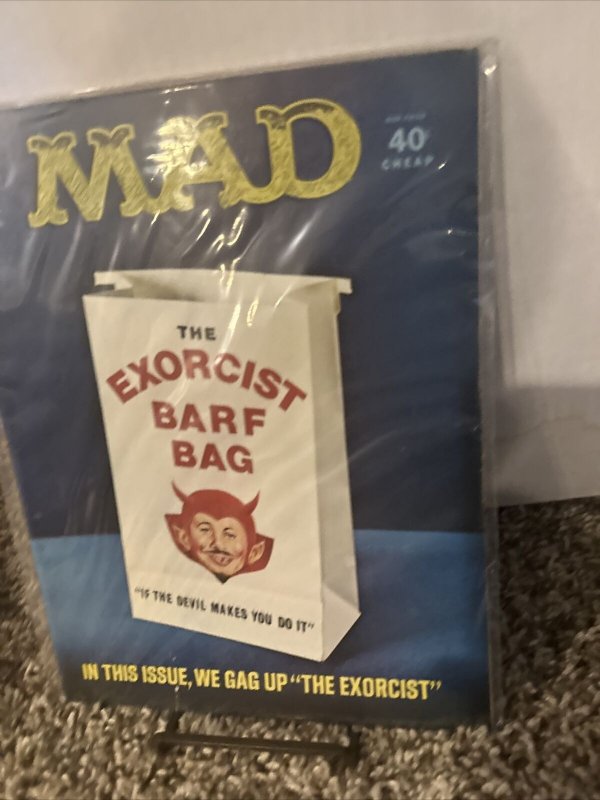 MAD
40¢
CHEAP
THE
EXORCIST
BARF
BAG
"IF THE DEVIL MAKES YOU DO IT"
IN THIS ISSUE, WE GAG UP "THE EXORCIST"